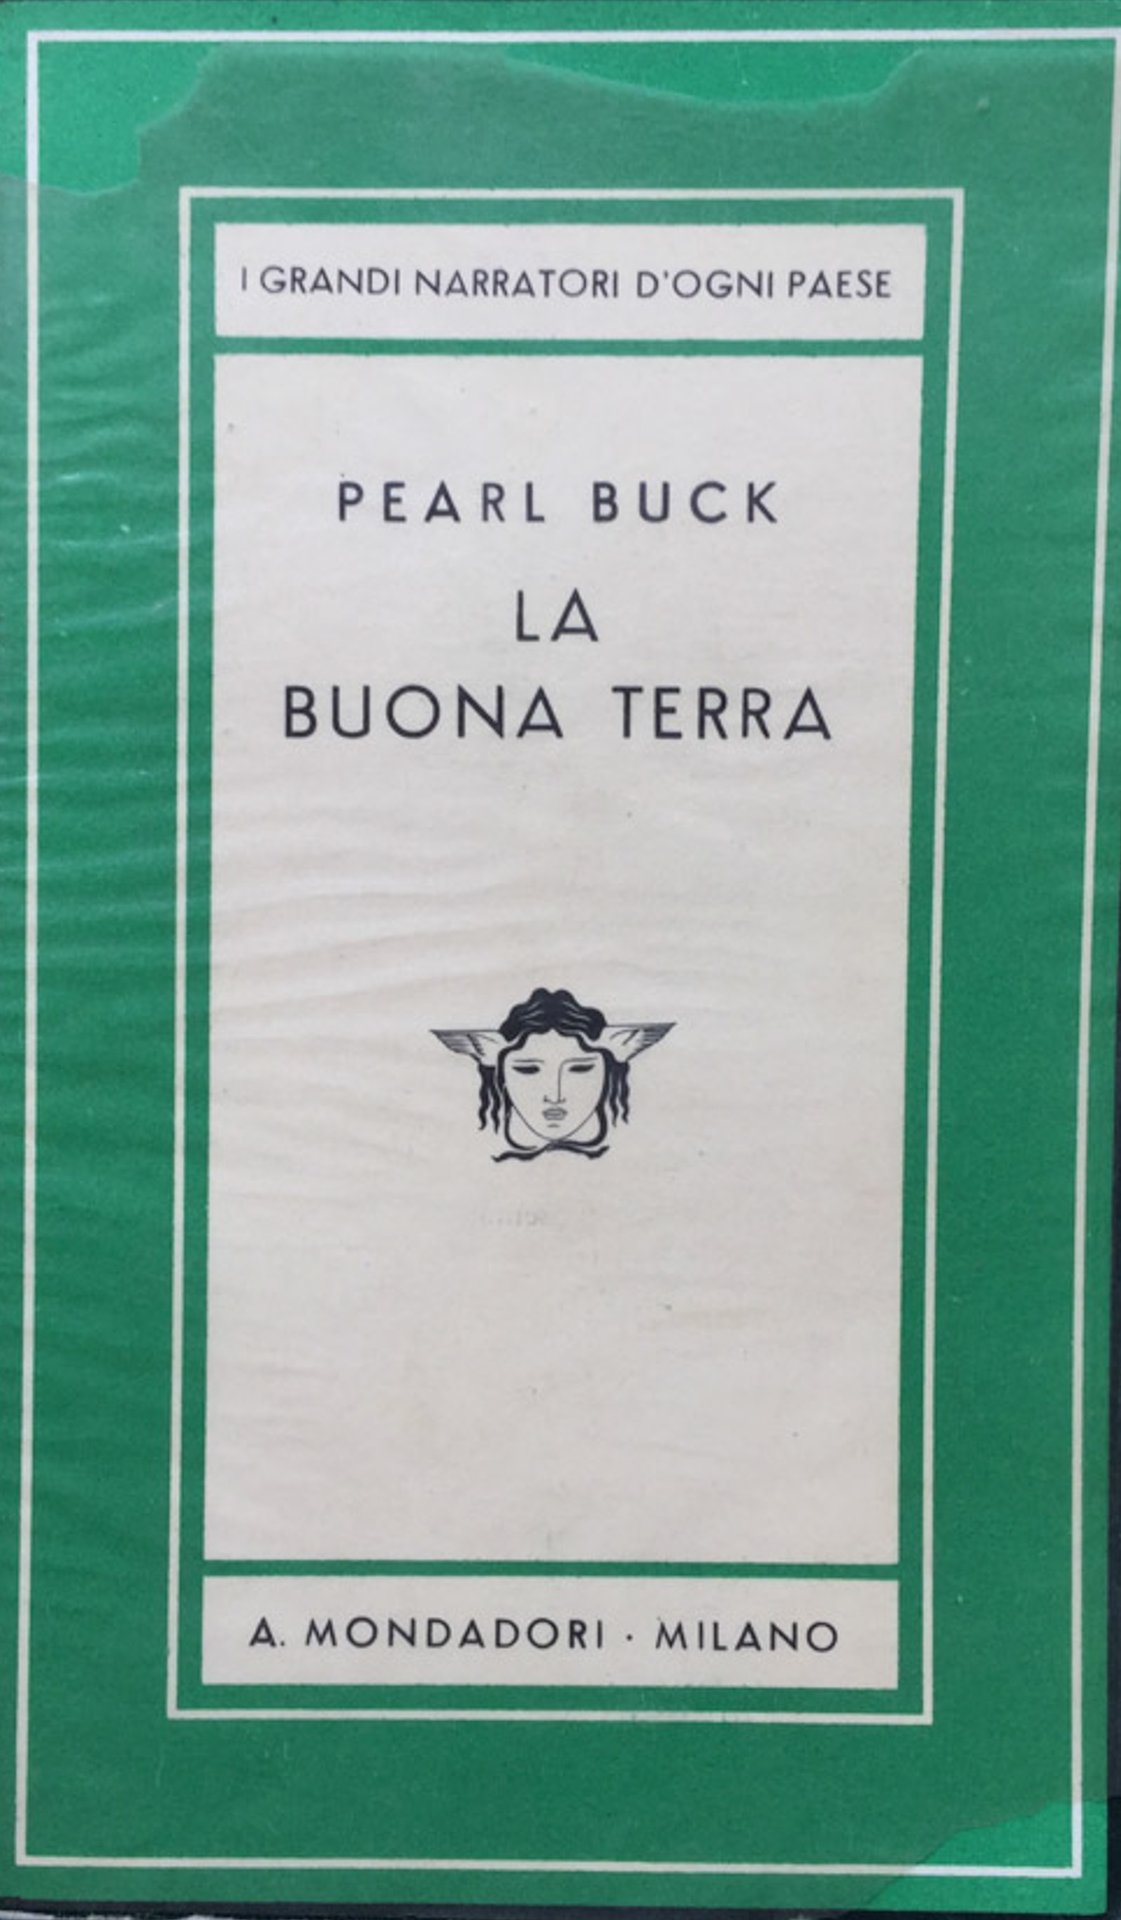 I GRANDI NARRATORI D'OGNI PAESE
PEARL BUCK
LA
BUONA TERRA
A. MONDADORI · MILANO